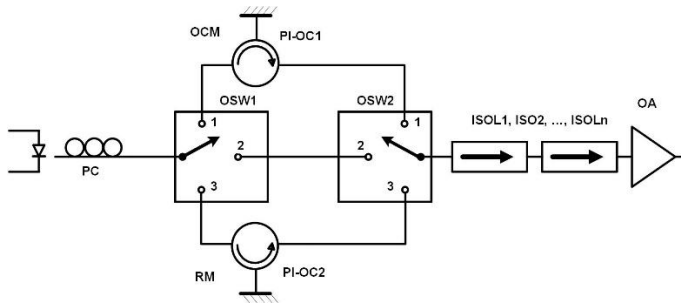 OCM PI-OC1
OSW1 OSW2
1 1
ISOL1, ISO2, ..., ISOLn
OA
2 2
PC
3 3
RM PI-OC2